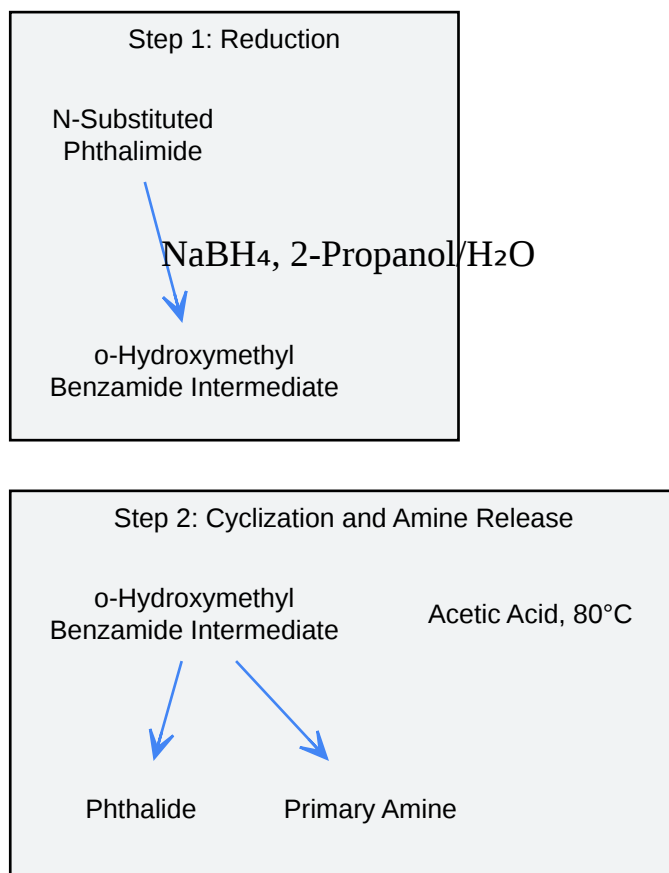 Step 1: Reduction
N-Substituted
Phthalimide
NaBH₄, 2-Propanol/H₂O
o-Hydroxymethyl
Benzamide Intermediate
Step 2: Cyclization and Amine Release
o-Hydroxymethyl
Benzamide Intermediate
Acetic Acid, 80°C
Phthalide
Primary Amine